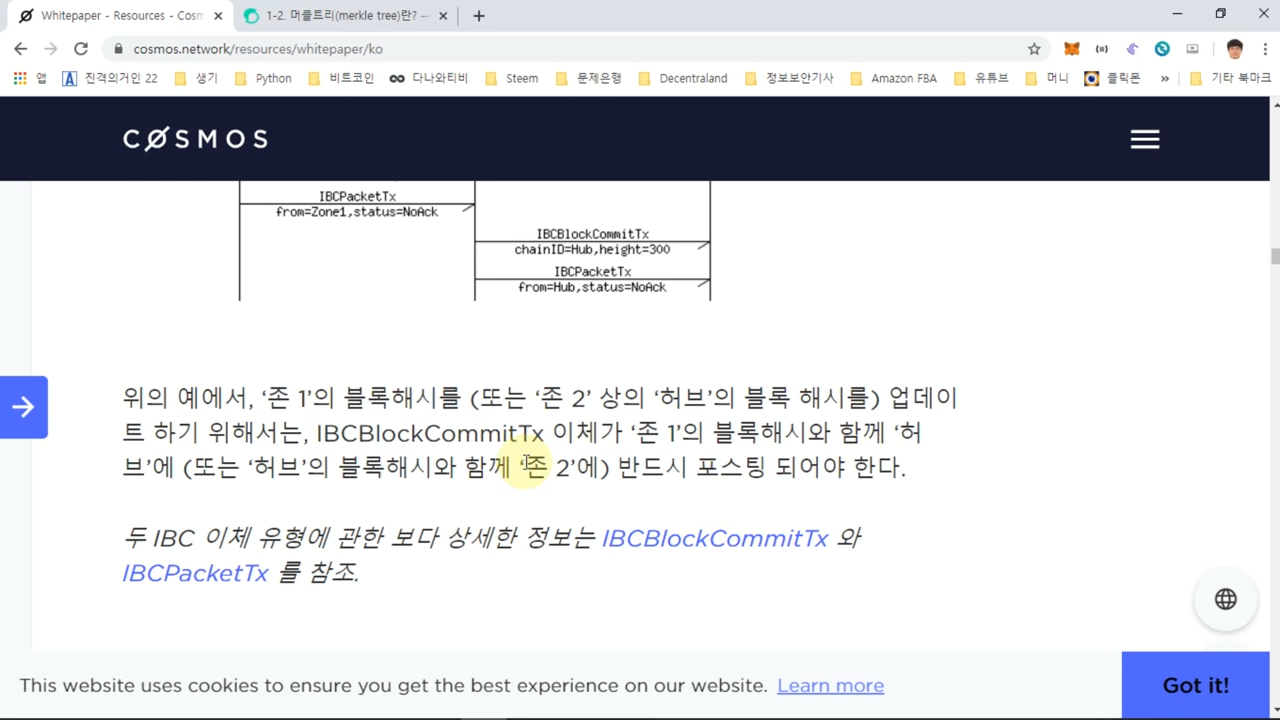 Whitepaper - Resources - Cosm
1-2. 머클트리(merkle tree)란? —
cosmos.network/resources/whitepaper/ko
앱 진격의거인 22 생기 Python 비트코인 다나와티비 Steem 문제은행 Decentraland 정보보안기사 Amazon FBA 유튜브 머니 클릭몬 » 기타 북마크
COSMOS
IBCPacketTx
from=Zone1,status=NoAck
IBCBlockCommitTx
chainID=Hub,height=300
IBCPacketTx
from=Hub,status=NoAck
위의 예에서, ‘존 1’의 블록해시를 (또는 ‘존 2’ 상의 ‘허브’의 블록 해시를) 업데이
트 하기 위해서는, IBCBlockCommitTx 이체가 ‘존 1’의 블록해시와 함께 ‘허
브’에 (또는 ‘허브’의 블록해시와 함께 ‘존 2’에) 반드시 포스팅 되어야 한다.
두 IBC 이체 유형에 관한 보다 상세한 정보는 IBCBlockCommitTx 와
IBCPacketTx 를 참조.
This website uses cookies to ensure you get the best experience on our website. Learn more
Got it!